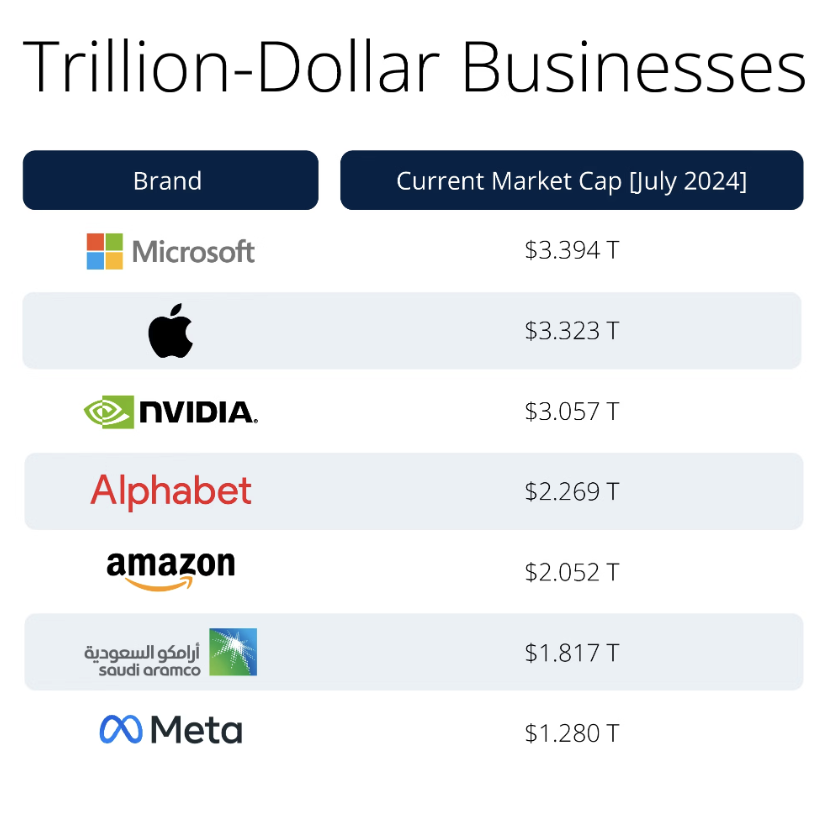 Trillion-Dollar Businesses
Brand
Current Market Cap [July 2024]
Microsoft
$3.394 T
$3.323 T
NVIDIA.
$3.057 T
Alphabet
$2.269 T
amazon
$2.052 T
أرامكو السعودية
saudi aramco
$1.817 T
Meta
$1.280 T